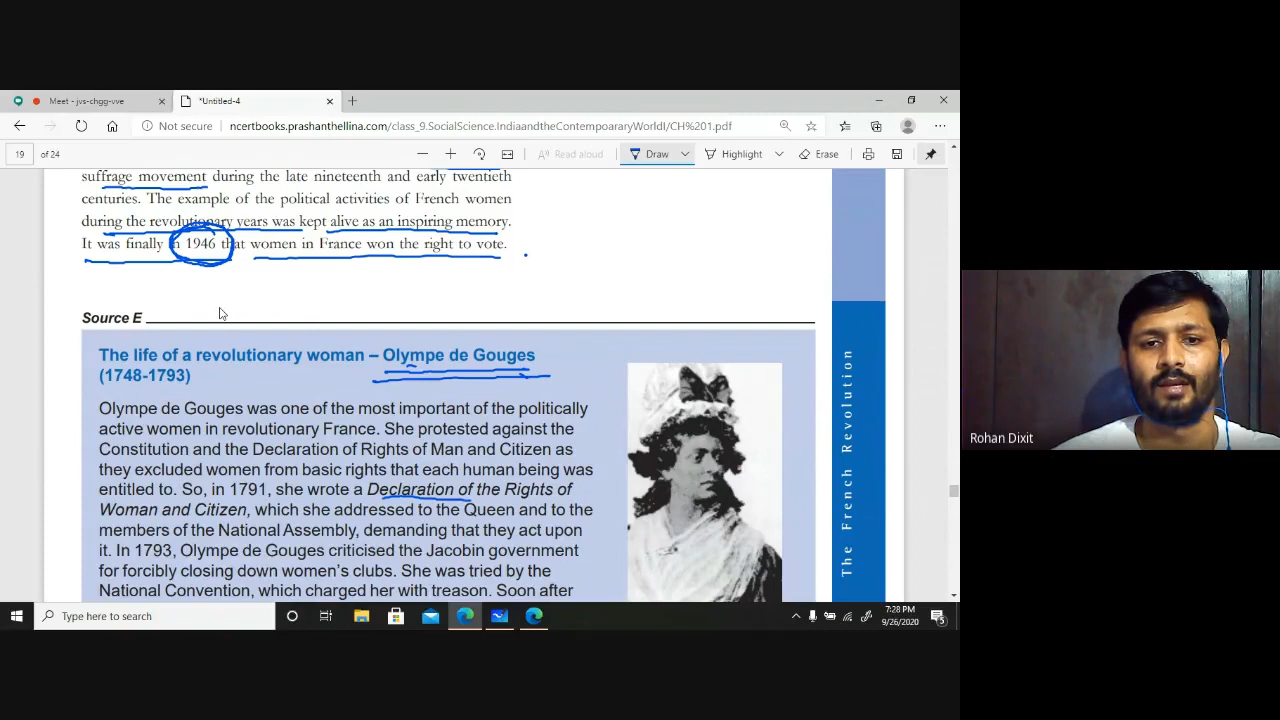 Meet - jvs-chgg-vve
*Untitled-4
Not secure
ncertbooks.prashanthellina.com/class_9.SocialScience.IndiaandtheContempoararyWorldI/CH%201.pdf
19 of 24
Read aloud
Draw
Highlight
Erase
suffrage movement during the late nineteenth and early twentieth
centuries. The example of the political activities of French women
during the revolutionary years was kept alive as an inspiring memory.
It was finally in 1946 that women in France won the right to vote.
Source E
The life of a revolutionary woman – Olympe de Gouges
(1748-1793)
Olympe de Gouges was one of the most important of the politically
active women in revolutionary France. She protested against the
Constitution and the Declaration of Rights of Man and Citizen as
they excluded women from basic rights that each human being was
entitled to. So, in 1791, she wrote a Declaration of the Rights of
Woman and Citizen, which she addressed to the Queen and to the
members of the National Assembly, demanding that they act upon
it. In 1793, Olympe de Gouges criticised the Jacobin government
for forcibly closing down women's clubs. She was tried by the
National Convention, which charged her with treason. Soon after
The French Revolution
Rohan Dixit
Type here to search
7:28 PM
9/26/2020
5